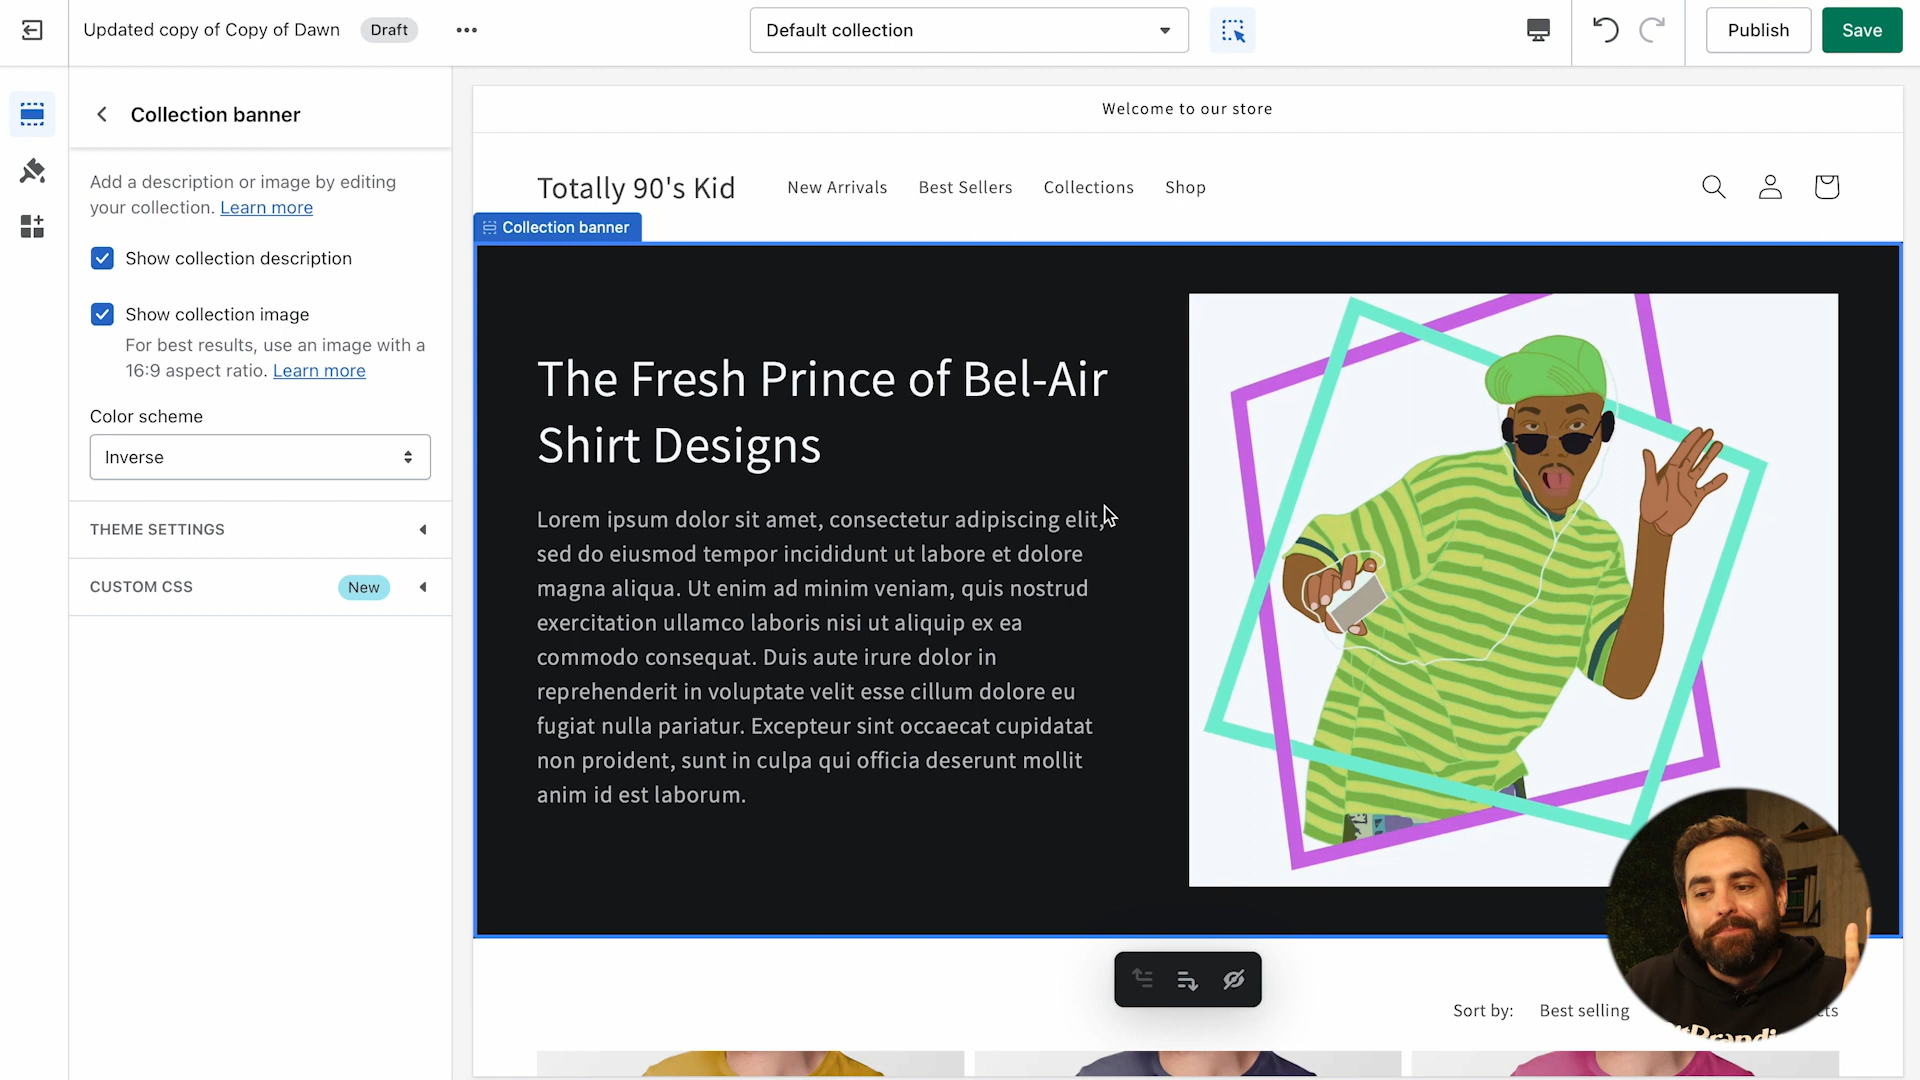 Updated copy of Copy of Dawn
Draft
Default collection
Publish
Save
Collection banner
Add a description or image by editing
your collection. Learn more
Show collection description
Show collection image
For best results, use an image with a
16:9 aspect ratio. Learn more
Color scheme
Inverse
THEME SETTINGS
CUSTOM CSS
New
Welcome to our store
Totally 90's Kid
New Arrivals
Best Sellers
Collections
Shop
Collection banner
The Fresh Prince of Bel-Air
Shirt Designs
Lorem ipsum dolor sit amet, consectetur adipiscing elit,
sed do eiusmod tempor incididunt ut labore et dolore
magna aliqua. Ut enim ad minim veniam, quis nostrud
exercitation ullamco laboris nisi ut aliquip ex ea
commodo consequat. Duis aute irure dolor in
reprehenderit in voluptate velit esse cillum dolore eu
fugiat nulla pariatur. Excepteur sint occaecat cupidatat
non proident, sunt in culpa qui officia deserunt mollit
anim id est laborum.
Sort by:
Best selling